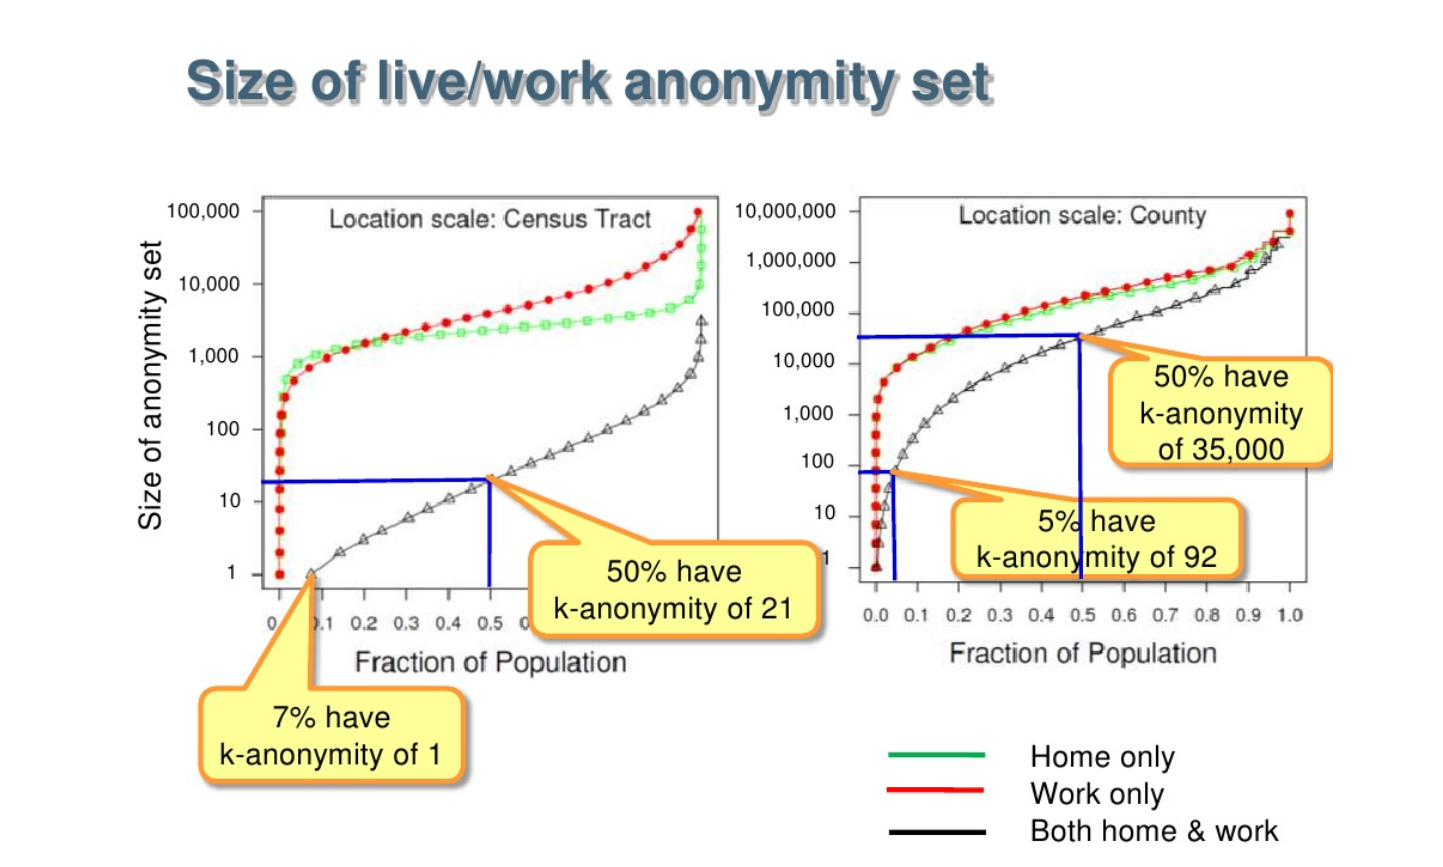 Size of live/work anonymity set
Size of anonymity set
Location scale: Census Tract
100,000
10,000
1,000
100
10
1
0.1 0.2 0.3 0.4 0.5
Fraction of Population
50% have
k-anonymity of 21
7% have
k-anonymity of 1
Location scale: County
10,000,000
1,000,000
100,000
10,000
1,000
100
10
1
0.0 0.1 0.2 0.3 0.4 0.5 0.6 0.7 0.8 0.9 1.0
Fraction of Population
50% have
k-anonymity
of 35,000
5% have
k-anonymity of 92
Home only
Work only
Both home & work